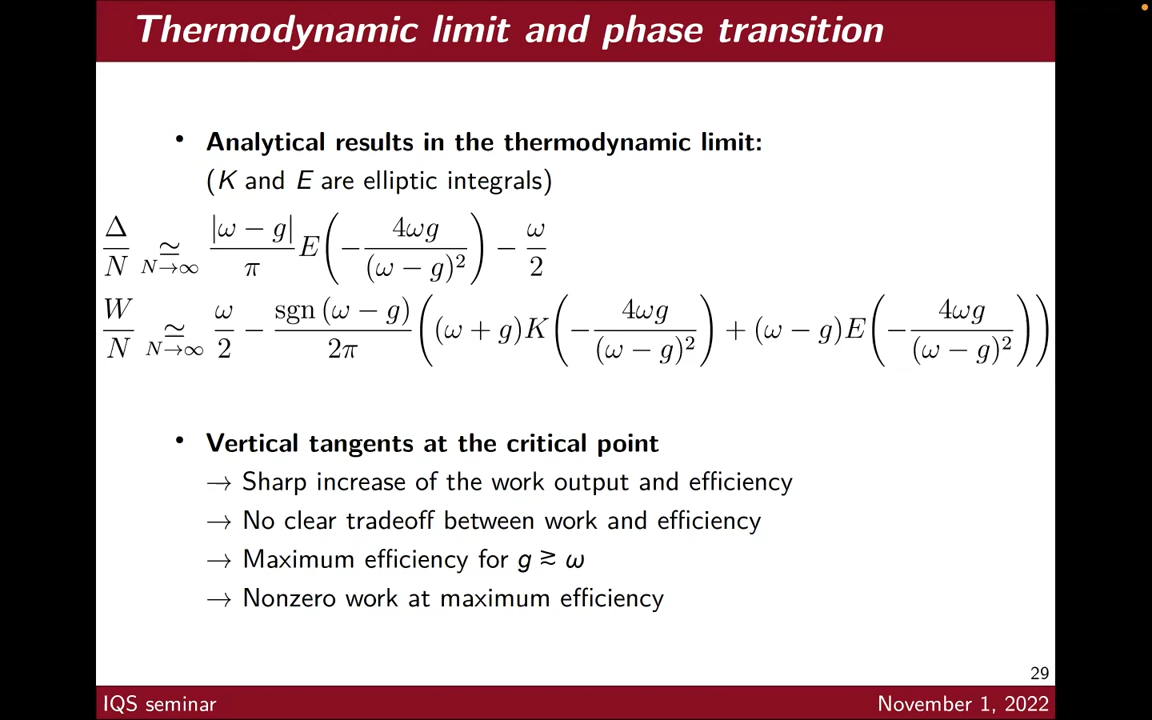 Thermodynamic limit and phase transition
• Analytical results in the thermodynamic limit:
(K and E are elliptic integrals)
Δ/N ≃_{N→∞} |ω − g|/π E(−4ωg/(ω − g)²) − ω/2
W/N ≃_{N→∞} ω/2 − sgn (ω − g)/2π ((ω + g)K(−4ωg/(ω − g)²) + (ω − g)E(−4ωg/(ω − g)²))
• Vertical tangents at the critical point
→ Sharp increase of the work output and efficiency
→ No clear tradeoff between work and efficiency
→ Maximum efficiency for g ≳ ω
→ Nonzero work at maximum efficiency
29
IQS seminar
November 1, 2022